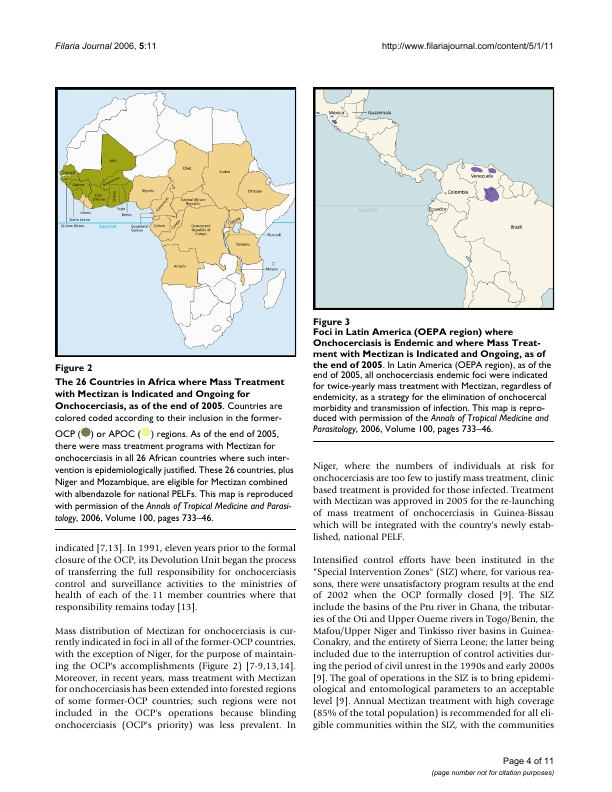 Filaria Journal 2006, 5:11
http://www.filariajournal.com/content/5/1/11
Mali
Chad
Sudan
Nigeria
Ethiopia
Central African
Republic
Democratic
Republic of
Congo
Angola
Tanzania
Burundi
Malawi
Uganda
Gabon
Equatorial
Guinea
EQUATOR
Senegal
Guinea
Togo
Benin
Liberia
Sierra Leone
Guinea Bissau
Figure 2
The 26 Countries in Africa where Mass Treatment
with Mectizan is Indicated and Ongoing for
Onchocerciasis, as of the end of 2005. Countries are
colored coded according to their inclusion in the former-
OCP ( ) or APOC ( ) regions. As of the end of 2005,
there were mass treatment programs with Mectizan for
onchocerciasis in all 26 African countries where such inter-
vention is epidemiologically justified. These 26 countries, plus
Niger and Mozambique, are eligible for Mectizan combined
with albendazole for national PELFs. This map is reproduced
with permission of the Annals of Tropical Medicine and Parasi-
tology, 2006, Volume 100, pages 733–46.
indicated [7,13]. In 1991, eleven years prior to the formal
closure of the OCP, its Devolution Unit began the process
of transferring the full responsibility for onchocerciasis
control and surveillance activities to the ministries of
health of each of the 11 member countries where that
responsibility remains today [13].
Mass distribution of Mectizan for onchocerciasis is cur-
rently indicated in foci in all of the former-OCP countries,
with the exception of Niger, for the purpose of maintain-
ing the OCP's accomplishments (Figure 2) [7-9,13,14].
Moreover, in recent years, mass treatment with Mectizan
for onchocerciasis has been extended into forested regions
of some former-OCP countries; such regions were not
included in the OCP's operations because blinding
onchocerciasis (OCP's priority) was less prevalent. In
Mexico
Guatemala
Venezuela
Colombia
EQUATOR
Ecuador
Brazil
Figure 3
Foci in Latin America (OEPA region) where
Onchocerciasis is Endemic and where Mass Treat-
ment with Mectizan is Indicated and Ongoing, as of
the end of 2005. In Latin America (OEPA region), as of the
end of 2005, all onchocerciasis endemic foci were indicated
for twice-yearly mass treatment with Mectizan, regardless of
endemicity, as a strategy for the elimination of onchocercal
morbidity and transmission of infection. This map is repro-
duced with permission of the Annals of Tropical Medicine and
Parasitology, 2006, Volume 100, pages 733–46.
Niger, where the numbers of individuals at risk for
onchocerciasis are too few to justify mass treatment, clinic
based treatment is provided for those infected. Treatment
with Mectizan was approved in 2005 for the re-launching
of mass treatment of onchocerciasis in Guinea-Bissau
which will be integrated with the country's newly estab-
lished, national PELF.
Intensified control efforts have been instituted in the
"Special Intervention Zones" (SIZ) where, for various rea-
sons, there were unsatisfactory program results at the end
of 2002 when the OCP formally closed [9]. The SIZ
include the basins of the Pru river in Ghana, the tributar-
ies of the Oti and Upper Oueme rivers in Togo/Benin, the
Mafou/Upper Niger and Tinkisso river basins in Guinea-
Conakry, and the entirety of Sierra Leone; the latter being
included due to the interruption of control activities dur-
ing the period of civil unrest in the 1990s and early 2000s
[9]. The goal of operations in the SIZ is to bring epidemi-
ological and entomological parameters to an acceptable
level [9]. Annual Mectizan treatment with high coverage
(85% of the total population) is recommended for all eli-
gible communities within the SIZ, with the communities
Page 4 of 11
(page number not for citation purposes)